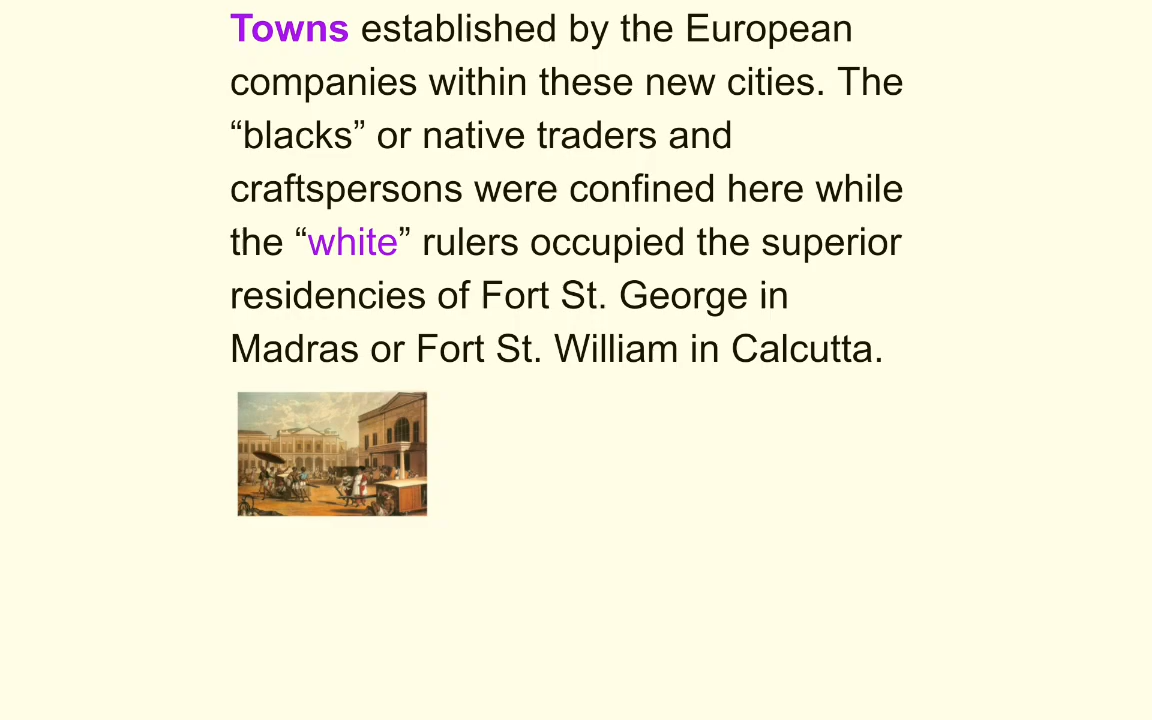 Towns established by the European
companies within these new cities. The
“blacks” or native traders and
craftspersons were confined here while
the “white” rulers occupied the superior
residencies of Fort St. George in
Madras or Fort St. William in Calcutta.